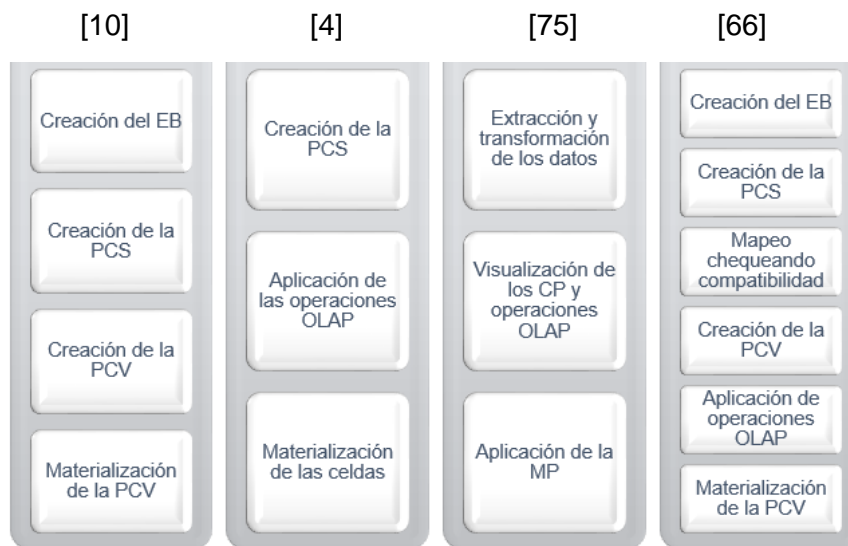 [10]
[4]
[75]
[66]
Creación del EB
Creación de la
PCS
Creación de la
PCV
Materialización
de la PCV
Creación de la
PCS
Aplicación de
las operaciones
OLAP
Materialización
de las celdas
Extracción y
transformación
de los datos
Visualización de
los CP y
operaciones
OLAP
Aplicación de la
MP
Creación del EB
Creación de la
PCS
Mapeo
chequeando
compatibilidad
Creación de la
PCV
Aplicación de
operaciones
OLAP
Materialización
de la PCV